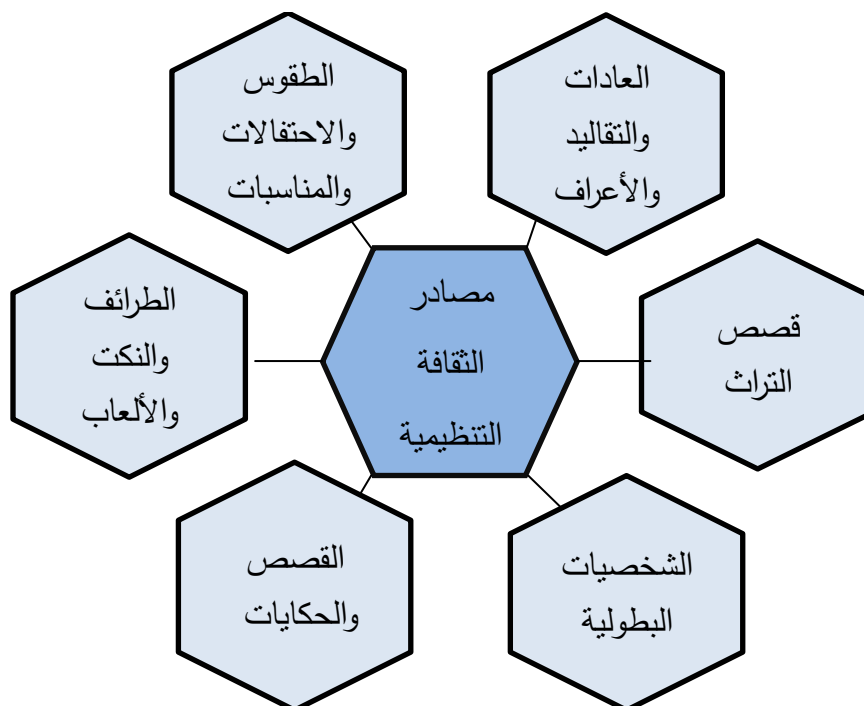 العادات
والتقاليد
والأعراف
الطقوس
والاحتفالات
والمناسبات
قصص
التراث
مصادر
الثقافة
التنظيمية
الطرائف
والنكت
والألعاب
الشخصيات
البطولية
القصص
والحكايات